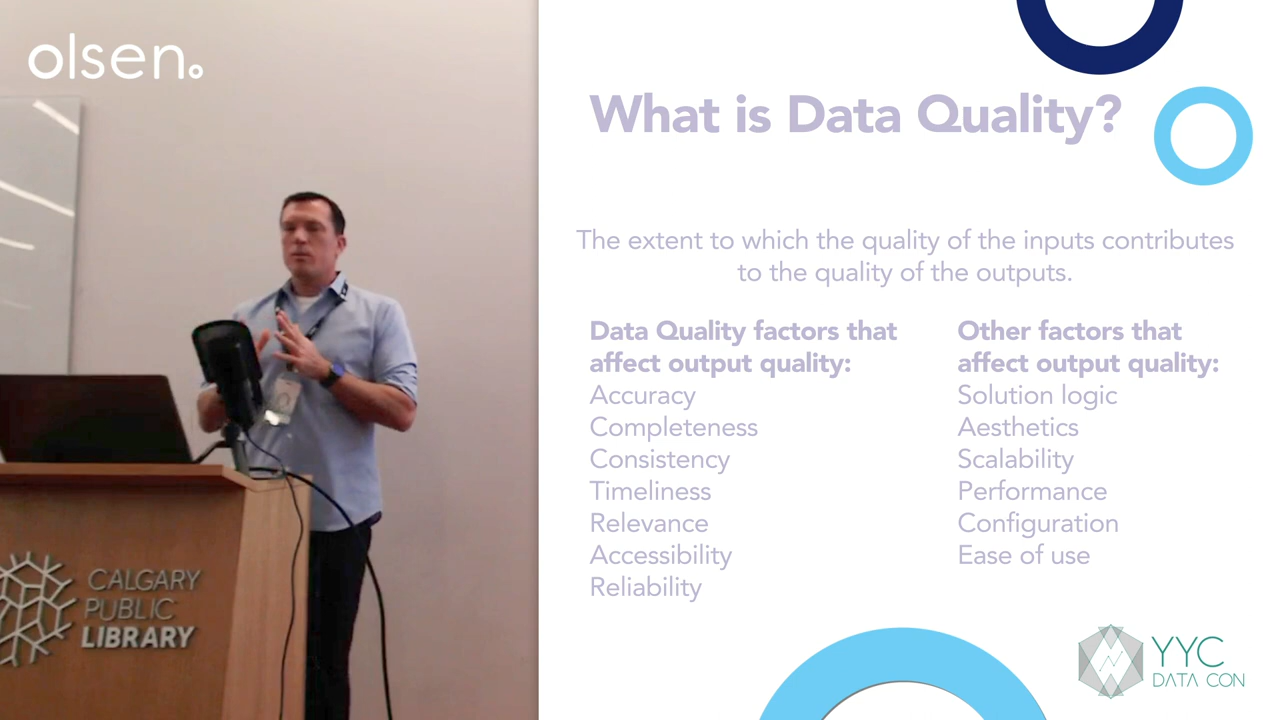 olsen.
CALGARY
PUBLIC
LIBRARY
What is Data Quality?
The extent to which the quality of the inputs contributes
to the quality of the outputs.
Data Quality factors that
affect output quality:
Accuracy
Completeness
Consistency
Timeliness
Relevance
Accessibility
Reliability
Other factors that
affect output quality:
Solution logic
Aesthetics
Scalability
Performance
Configuration
Ease of use
YYC
DATA CON